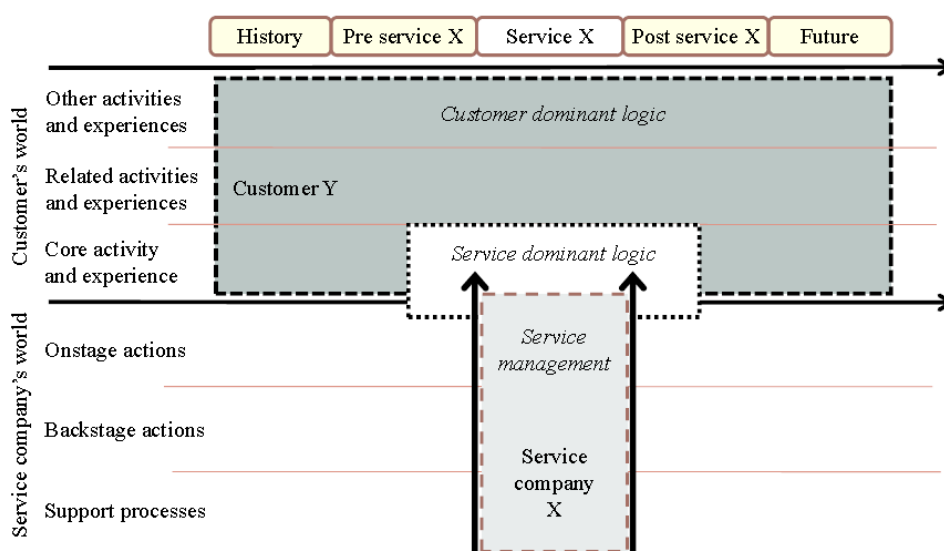 History
Pre service X
Service X
Post service X
Future
Customer's world
Other activities
and experiences
Customer dominant logic
Related activities
and experiences
Customer Y
Core activity
and experience
Service dominant logic
Service company's world
Onstage actions
Service
management
Backstage actions
Service
company
X
Support processes